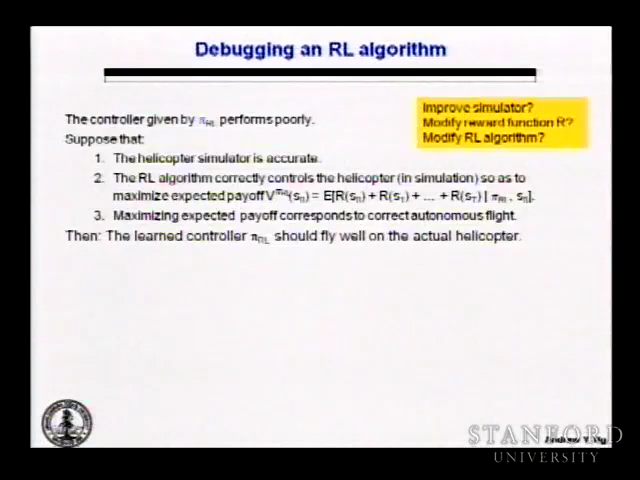 Debugging an RL algorithm
Improve simulator?
Modify reward function R?
Modify RL algorithm?
The controller given by π_RL performs poorly.
Suppose that:
1. The helicopter simulator is accurate.
2. The RL algorithm correctly controls the helicopter (in simulation) so as to
maximize expected payoff V^π_RL(s_0) = E[R(s_0) + R(s_1) + ... + R(s_T) | π_RL, s_0].
3. Maximizing expected payoff corresponds to correct autonomous flight.
Then: The learned controller π_RL should fly well on the actual helicopter.
Andrew Y. Ng
STANFORD
UNIVERSITY